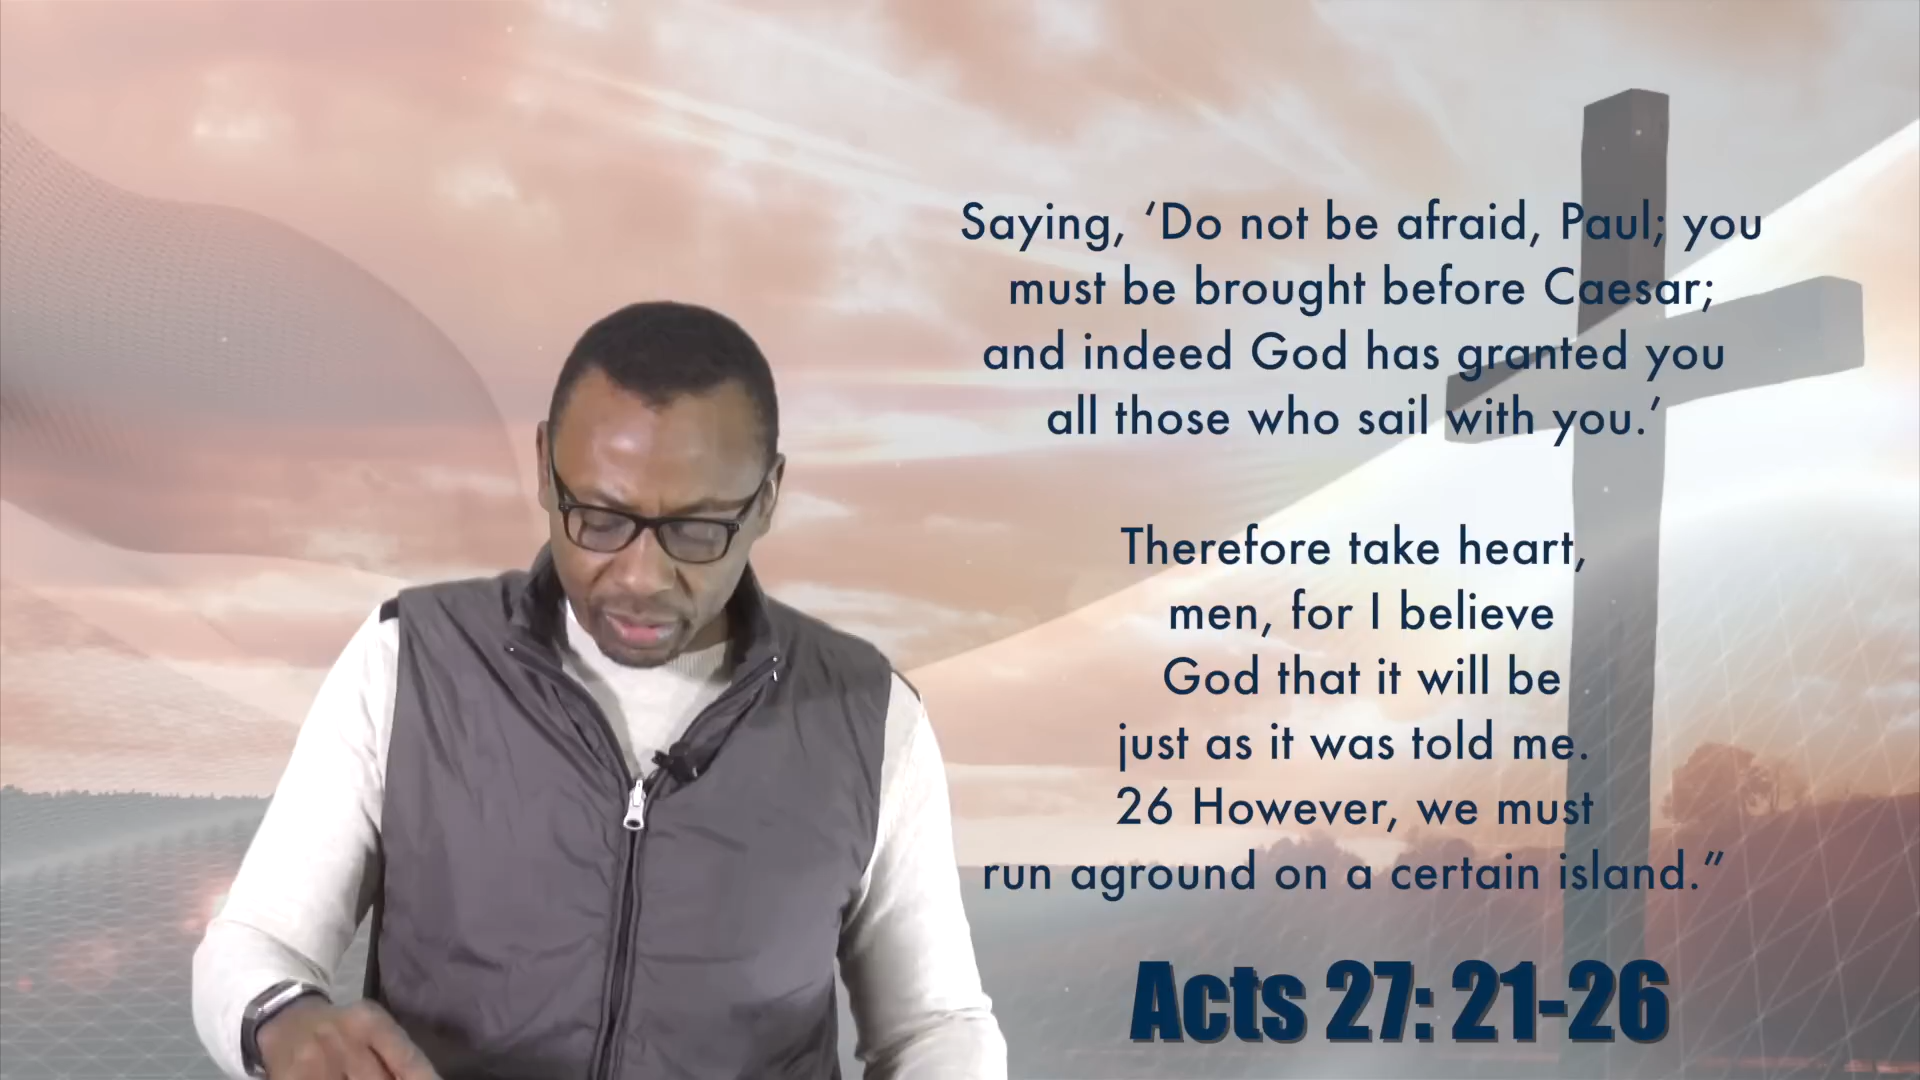 Saying, ‘Do not be afraid, Paul; you
must be brought before Caesar;
and indeed God has granted you
all those who sail with you.’
Therefore take heart,
men, for I believe
God that it will be
just as it was told me.
26 However, we must
run aground on a certain island.”
Acts 27: 21-26